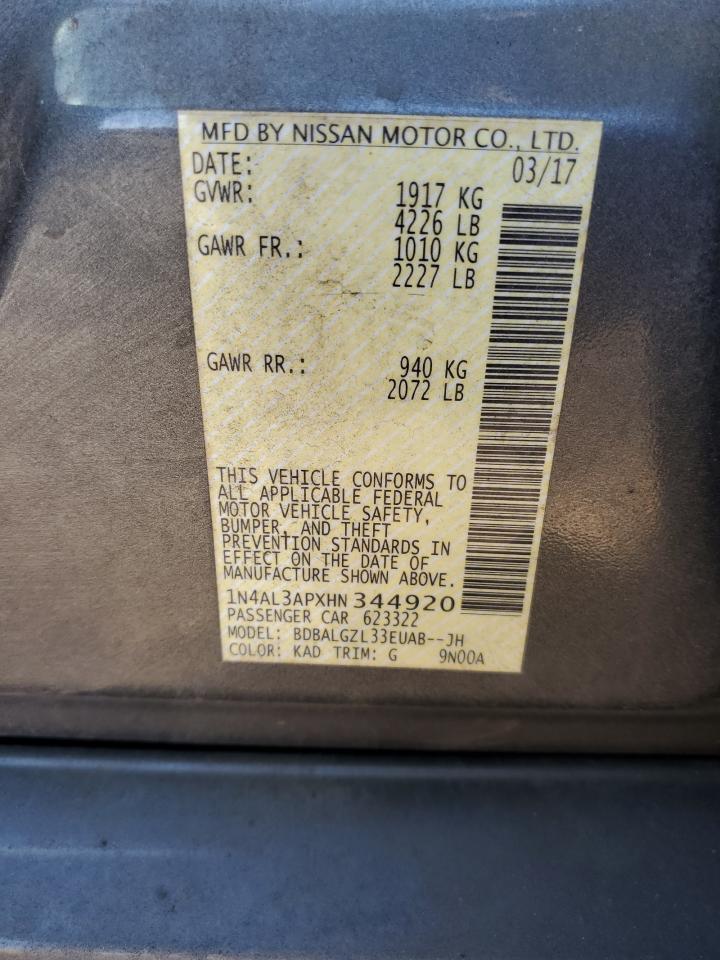 MFD BY NISSAN MOTOR CO., LTD.
DATE: 03/17
GVWR: 1917 KG
4226 LB
GAWR FR.: 1010 KG
2227 LB
GAWR RR.: 940 KG
2072 LB
THIS VEHICLE CONFORMS TO
ALL APPLICABLE FEDERAL
MOTOR VEHICLE SAFETY,
BUMPER, AND THEFT
PREVENTION STANDARDS IN
EFFECT ON THE DATE OF
MANUFACTURE SHOWN ABOVE.
1N4AL3APXHN344920
PASSENGER CAR 623322
MODEL: BDBALGZL33EUAB--JH
COLOR: KAD TRIM: G 9N00A